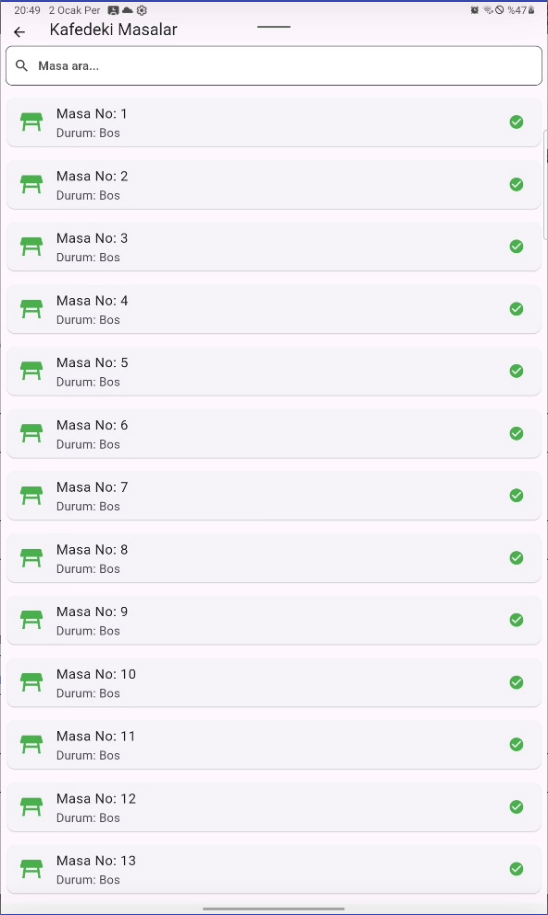 20:49 2 Ocak Per %47
Kafedeki Masalar
Masa ara...
Masa No: 1
Durum: Bos
Masa No: 2
Durum: Bos
Masa No: 3
Durum: Bos
Masa No: 4
Durum: Bos
Masa No: 5
Durum: Bos
Masa No: 6
Durum: Bos
Masa No: 7
Durum: Bos
Masa No: 8
Durum: Bos
Masa No: 9
Durum: Bos
Masa No: 10
Durum: Bos
Masa No: 11
Durum: Bos
Masa No: 12
Durum: Bos
Masa No: 13
Durum: Bos